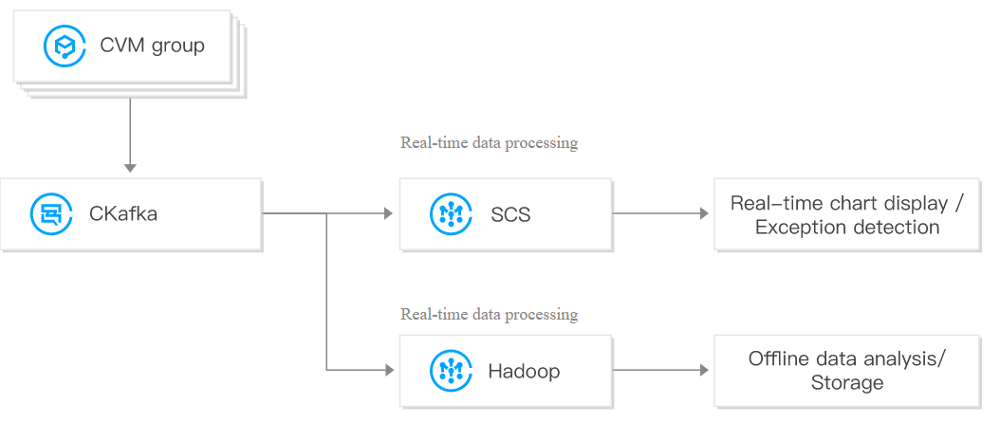 CVM group
Real-time data processing
CKafka
SCS
Real-time chart display /
Exception detection
Real-time data processing
Hadoop
Offline data analysis/
Storage